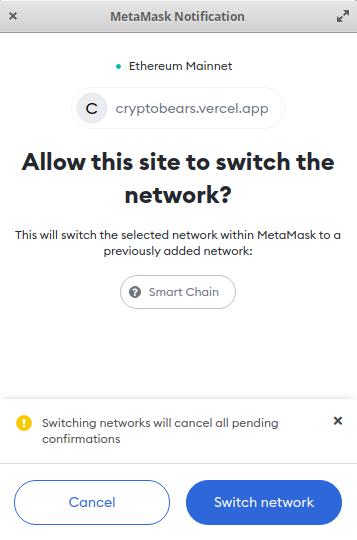 MetaMask Notification
Ethereum Mainnet
C cryptobears.vercel.app
Allow this site to switch the
network?
This will switch the selected network within MetaMask to a
previously added network:
? Smart Chain
! Switching networks will cancel all pending
confirmations
Cancel
Switch network